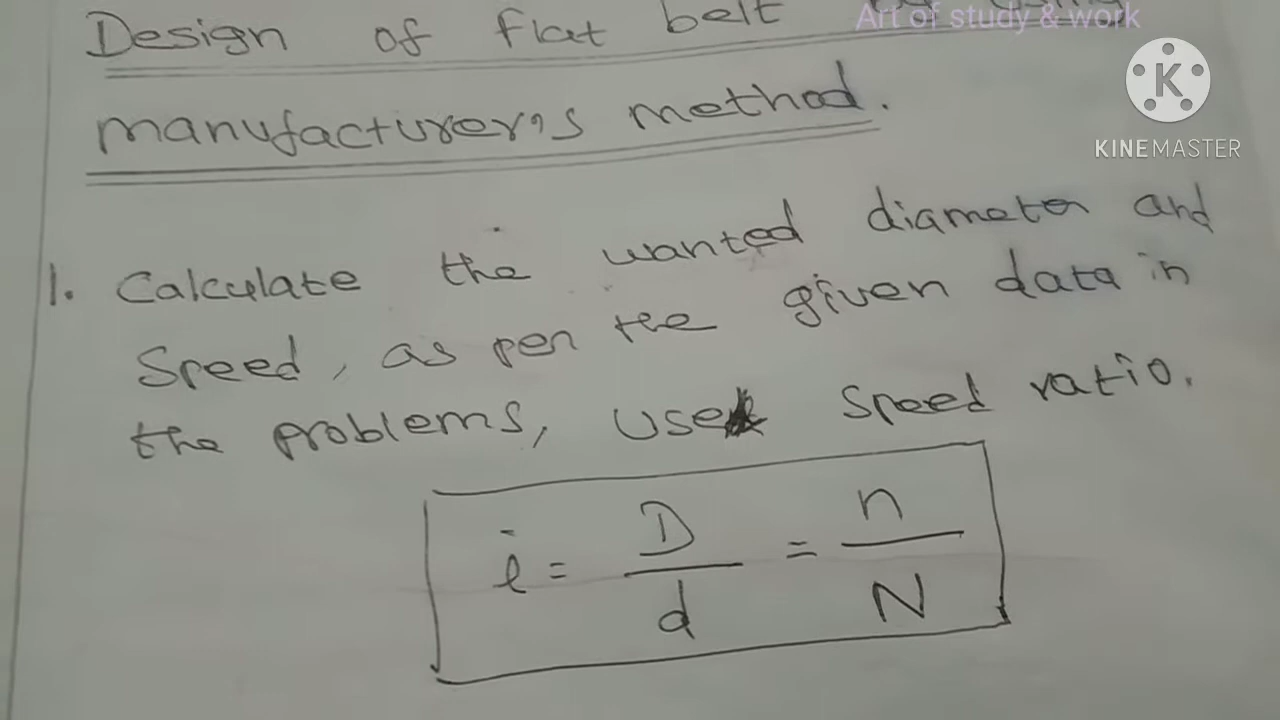 Design of flat belt
Art of study & work
manufacturer's method.
K
KINEMASTER
1. Calculate the wanted diameter and
Speed, as per the given data in
the problems, use speed ratio.
i = D/d = n/N